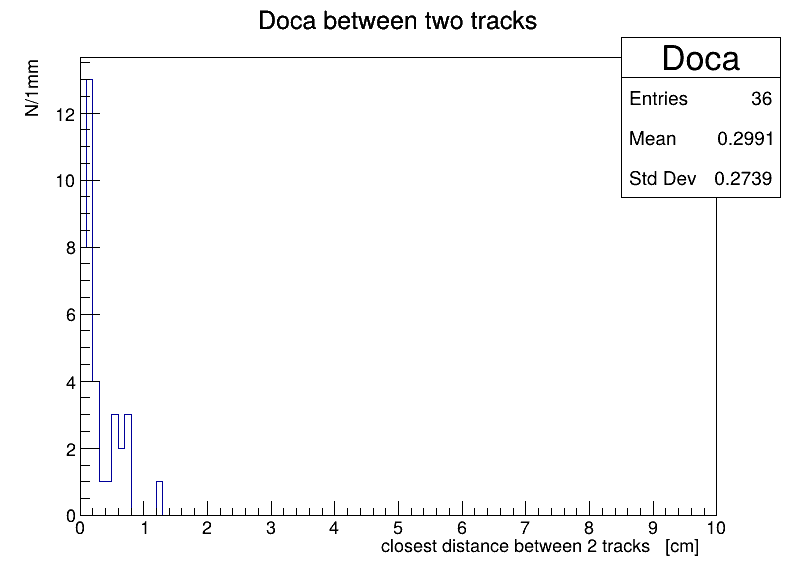 Doca between two tracks
N/1mm
Doca
Entries 36
Mean 0.2991
Std Dev 0.2739
12
10
8
6
4
2
0
0 1 2 3 4 5 6 7 8 9 10
closest distance between 2 tracks [cm]